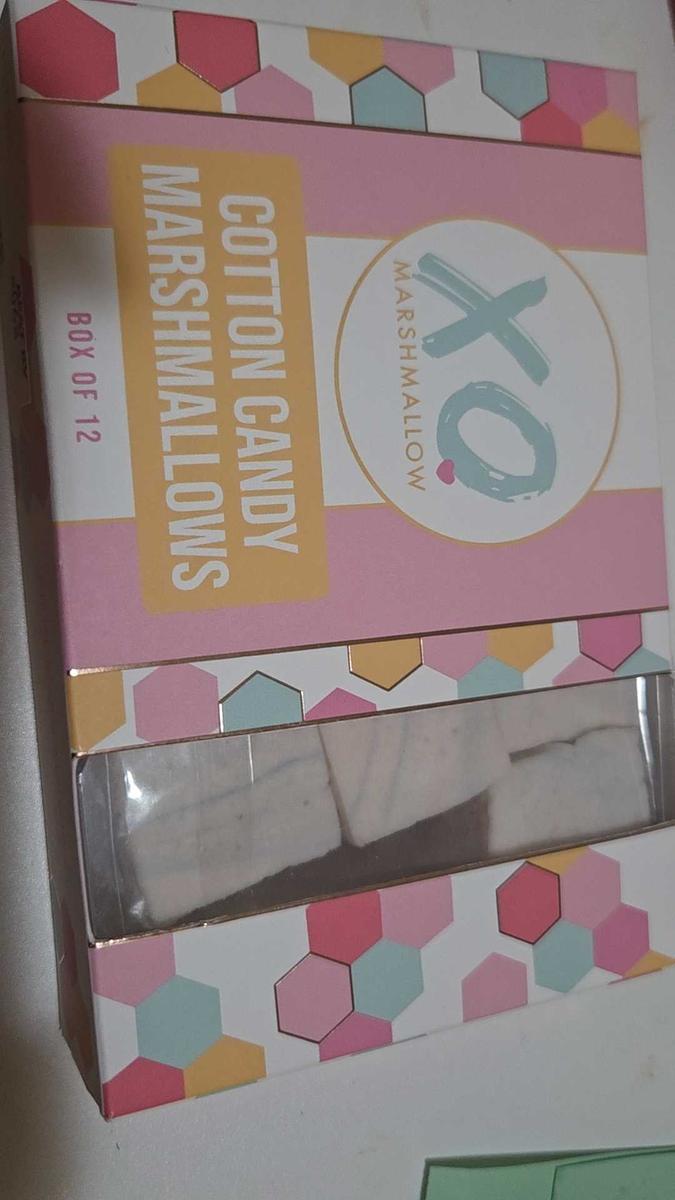 XO
MARSHMALLOW
COTTON CANDY
MARSHMALLOWS
BOX OF 12